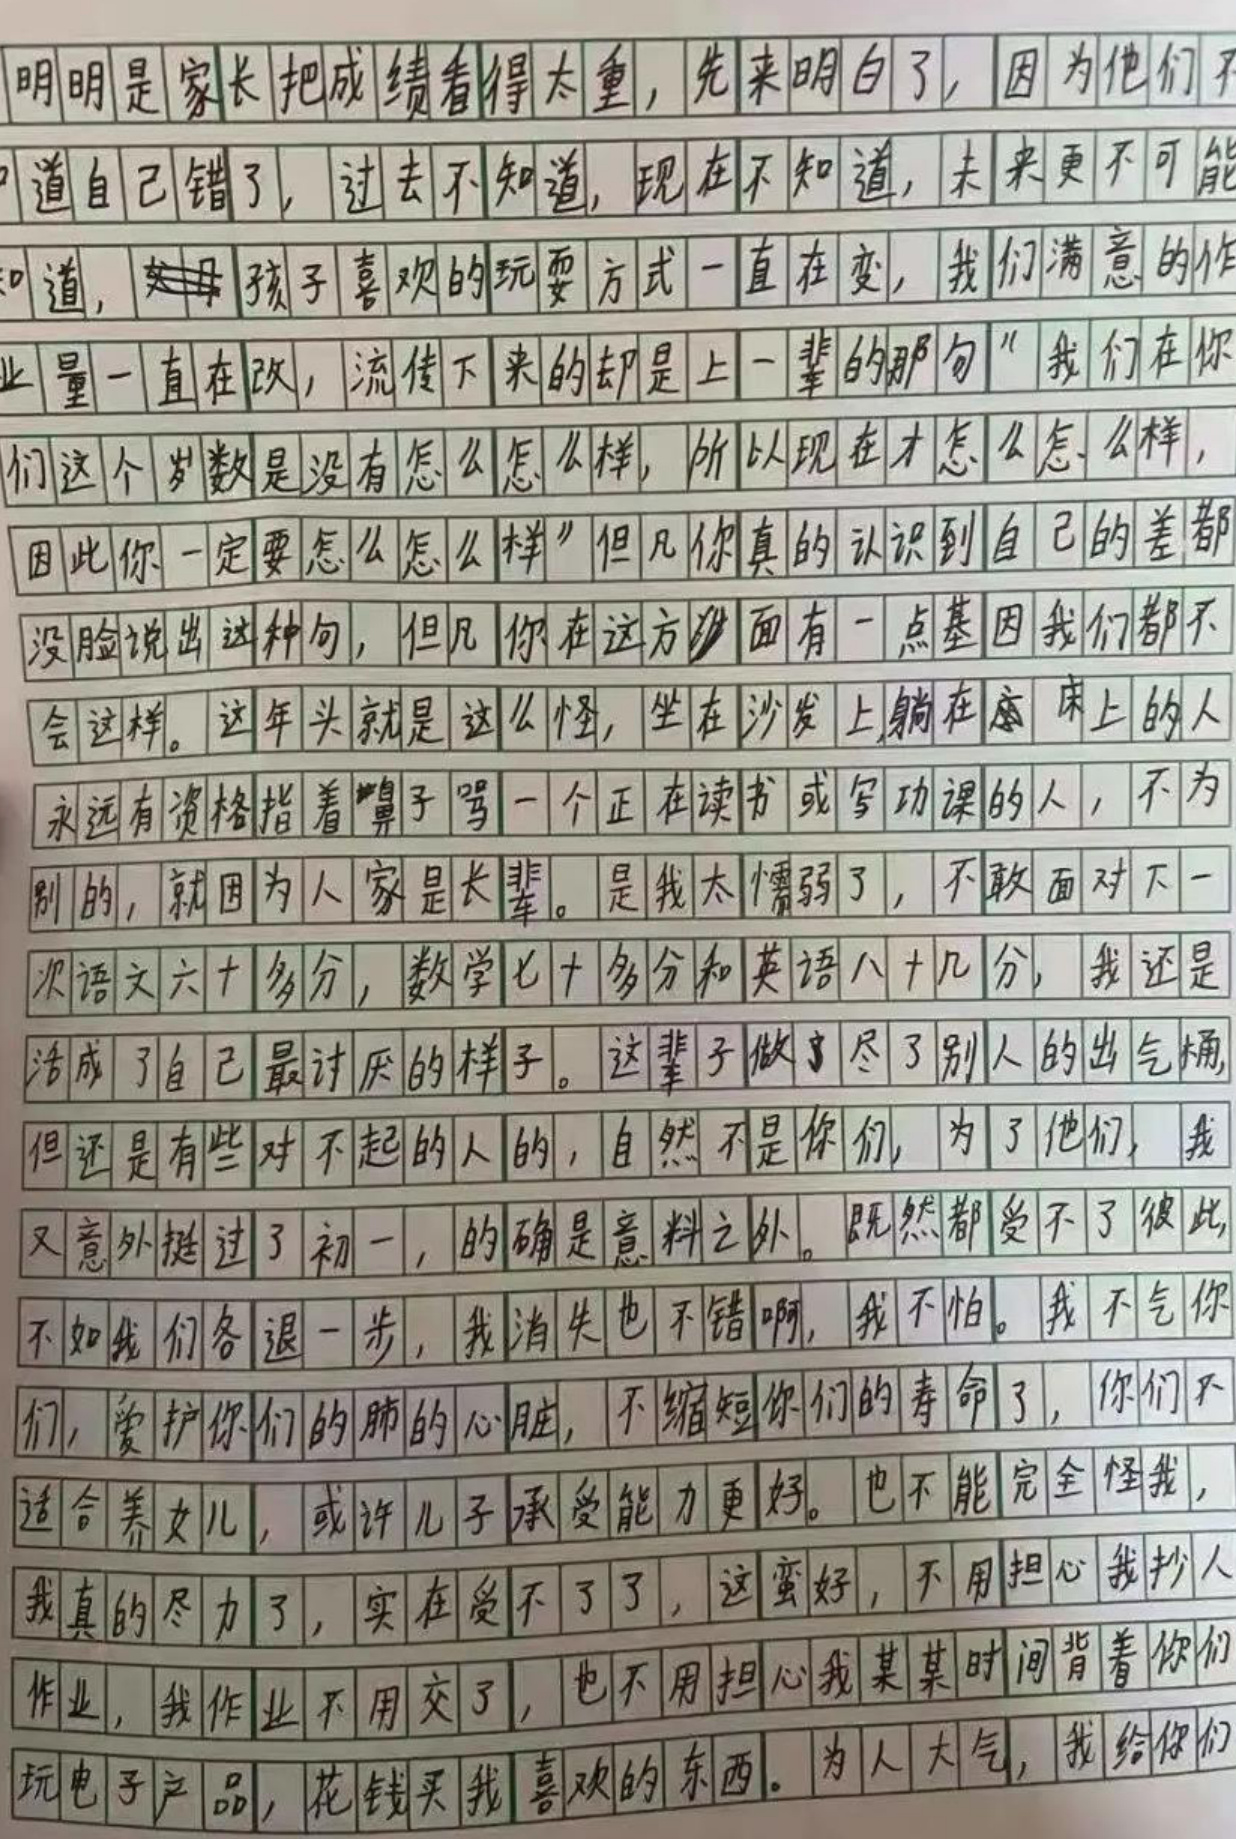 明明是家长把成绩看得太重，先来明白了，因为他们不
知道自己错了，过去不知道，现在不知道，未来更不可能
知道，孩子喜欢的玩耍方式一直在变，我们满意的作
业量一直在改，流传下来的却是上一辈的那句"我们在你
们这个岁数是没有怎么怎么样，所以现在才怎么怎么样，
因此你一定要怎么怎么样"但凡你真的认识到自己的差都
没脸说出这种句，但凡你在这方面有一点基因我们都不
会这样。这年头就是这么怪，坐在沙发上，躺在床上的人
永远有资格指着鼻子骂一个正在读书或写功课的人，不为
别的，就因为人家是长辈。是我太懦弱了，不敢面对下一
次语文六十多分，数学七十多分和英语八十几分，我还是
活成了自己最讨厌的样子。这辈子做尽了别人的出气桶，
但还是有些对不起的人的，自然不是你们，为了他们，我
又意外挺过了初一，的确是意料之外。既然都受不了彼此，
不如我们各退一步，我消失也不错啊，我不怕。我不气你
们，爱护你们的肺的心脏，不缩短你们的寿命了，你们不
适合养女儿，或许儿子承受能力更好。也不能完全怪我，
我真的尽力了，实在受不了了，这蛮好，不用担心我抄人
作业，我作业不用交了，也不用担心我某某时间背着你们
玩电子产品，花钱买我喜欢的东西。为人大气，我给你们